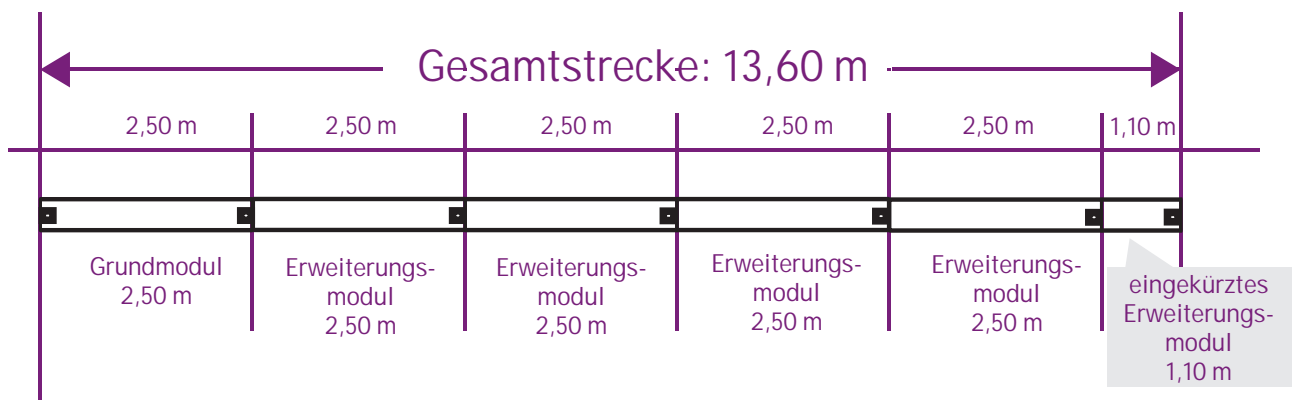 Gesamtstrecke: 13,60 m
2,50 m
2,50 m
2,50 m
2,50 m
2,50 m
1,10 m
Grundmodul
2,50 m
Erweiterungs-
modul
2,50 m
Erweiterungs-
modul
2,50 m
Erweiterungs-
modul
2,50 m
Erweiterungs-
modul
2,50 m
eingekürztes
Erweiterungs-
modul
1,10 m